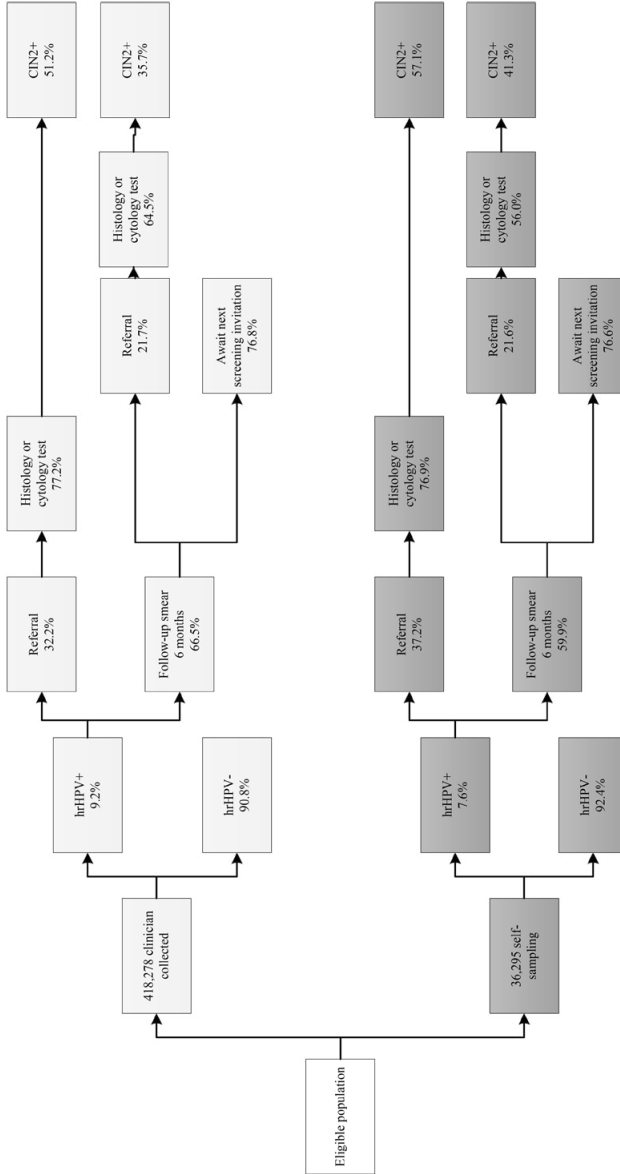 Eligible population
418,278 clinician
collected
hrHPV+
9.2%
hrHPV-
90.8%
Referral
32.2%
Follow-up smear
6 months
66.5%
Histology or
cytology test
77.2%
Referral
21.7%
Await next
screening invitation
76.8%
Histology or
cytology test
64.5%
CIN2+
51.2%
CIN2+
35.7%
36,295 self-
sampling
hrHPV+
7.6%
hrHPV-
92.4%
Referral
37.2%
Follow-up smear
6 months
59.9%
Histology or
cytology test
76.9%
Referral
21.6%
Await next
screening invitation
76.6%
Histology or
cytology test
56.0%
CIN2+
57.1%
CIN2+
41.3%